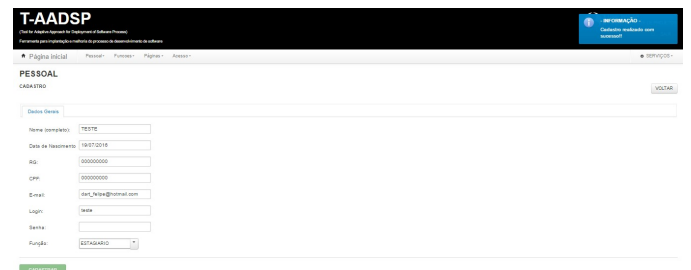 T-AADSP
(Tool for Adaptive Approach for Deployment of Software Process)
Ferramenta para implantação e melhoria do processo de desenvolvimento de software
- INFORMAÇÃO -
Cadastro realizado com
sucesso!!
Página inicial Pessoal Funcoes Páginas Acesso SERVIÇOS
PESSOAL
CADASTRO
VOLTAR
Dados Gerais
Nome (completo): TESTE
Data de Nascimento 19/07/2016
RG: 000000000
CPF: 000000000
E-mail: dart_felipe@hotmail.com
Login: teste
Senha:
Função: ESTAGIARIO